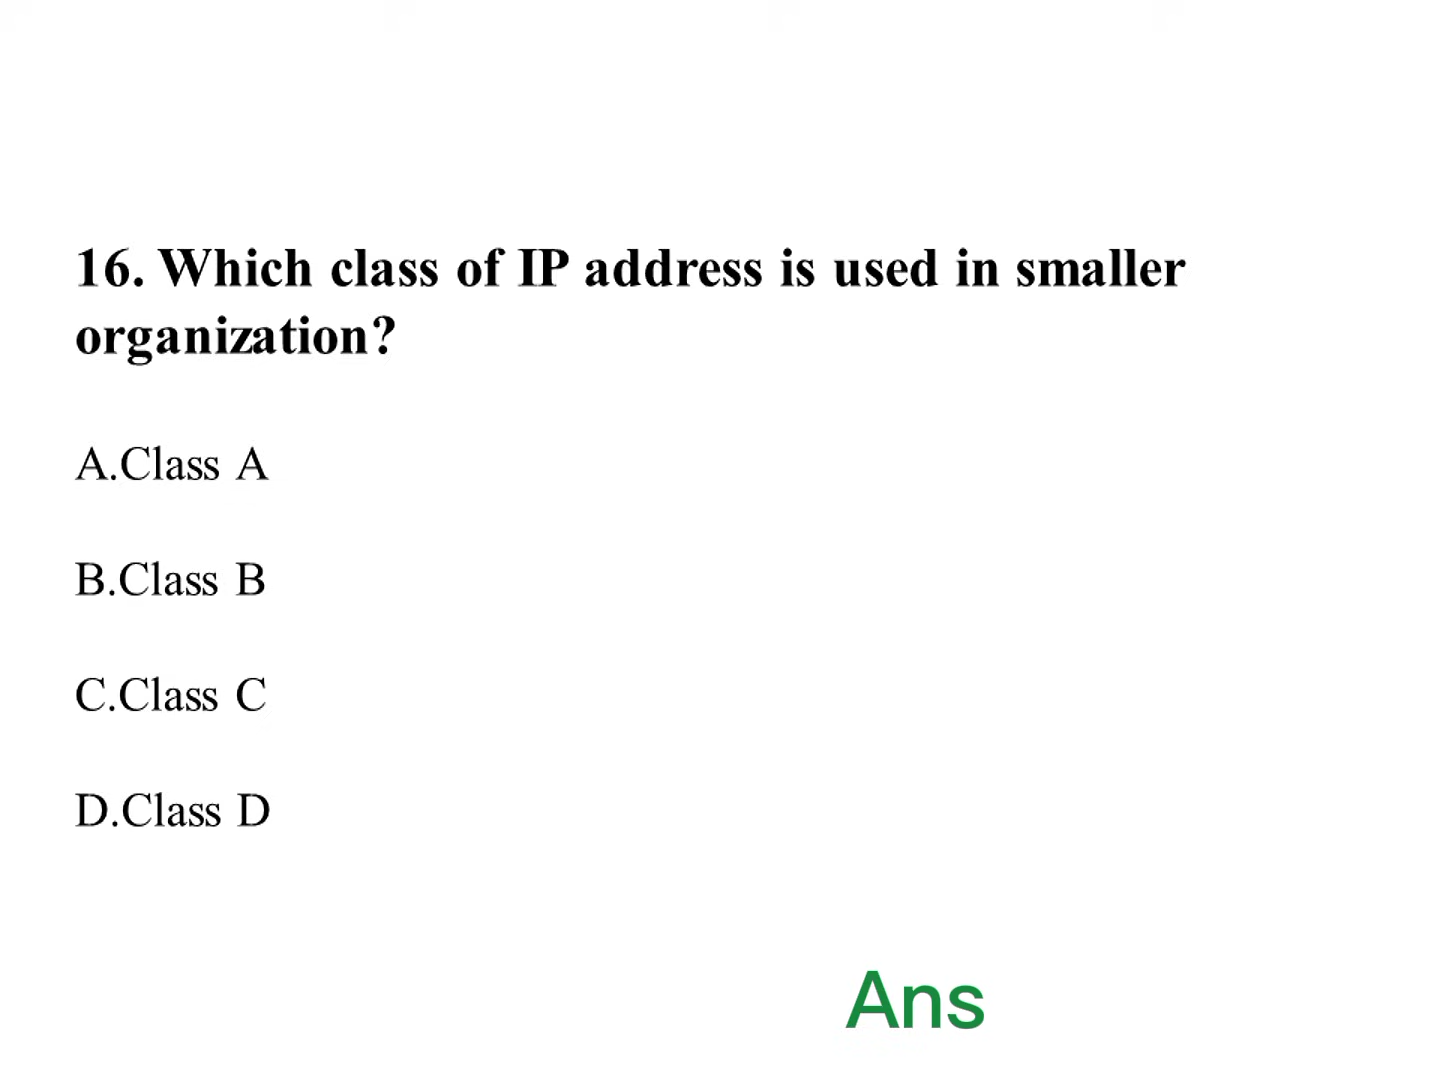 16. Which class of IP address is used in smaller
organization?
A.Class A
B.Class B
C.Class C
D.Class D
Ans